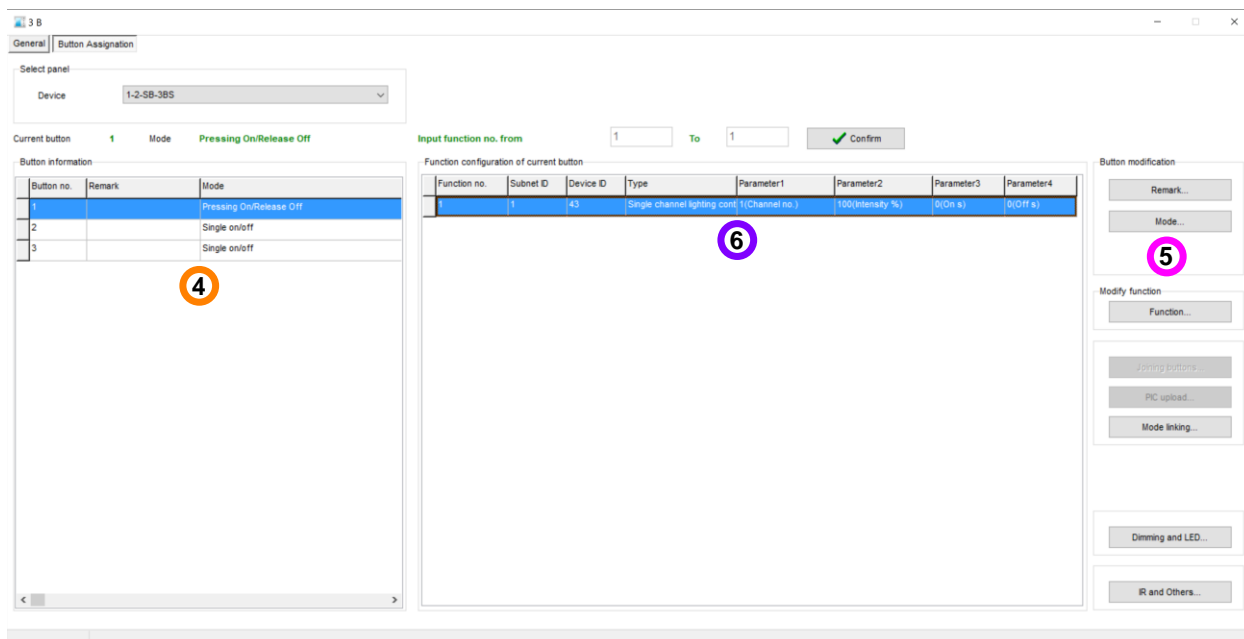 3 B
General Button Assignation
Select panel
Device 1-2-SB-3BS
Current button 1 Mode Pressing On/Release Off Input function no. from 1 To 1 Confirm
Button information
Button no. Remark Mode
1 Pressing On/Release Off
2 Single on/off
3 Single on/off
4
Function configuration of current button
Function no. Subnet ID Device ID Type Parameter1 Parameter2 Parameter3 Parameter4
1 1 43 Single channel lighting cont 1(Channel no.) 100(Intensity %) 0(On s) 0(Off s)
6
Button modification
Remark...
Mode...
5
Modify function
Function...
Joining buttons...
PIC upload...
Mode linking...
Dimming and LED...
IR and Others...